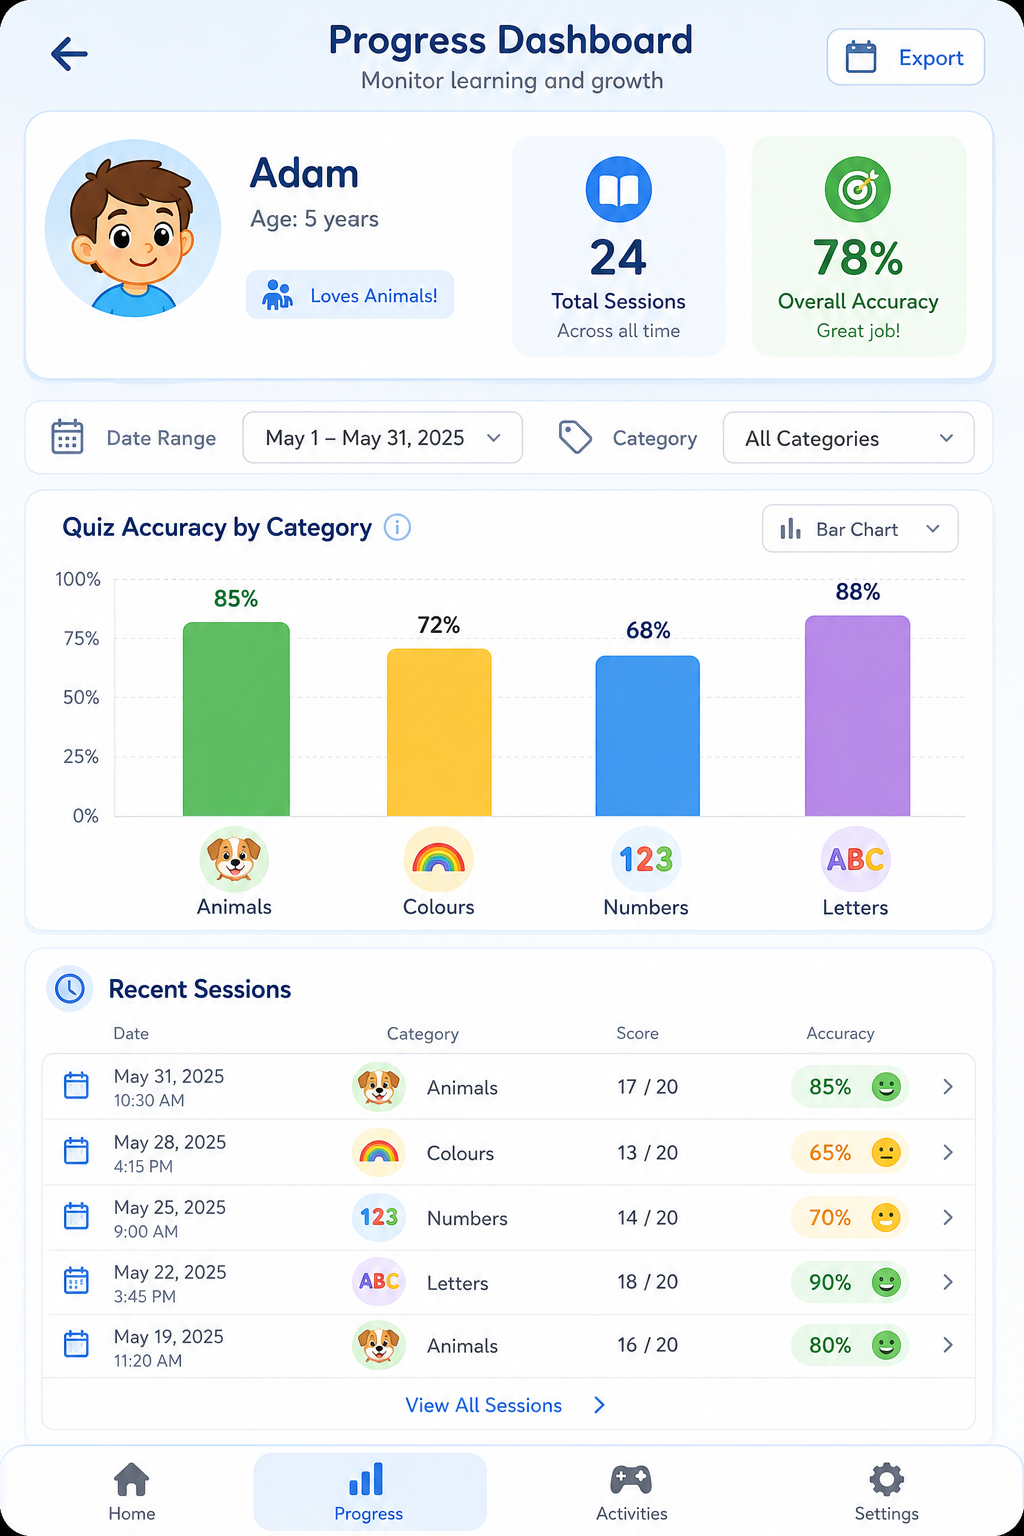 Progress Dashboard
Monitor learning and growth
Export
Adam
Age: 5 years
Loves Animals!
24
Total Sessions
Across all time
78%
Overall Accuracy
Great job!
Date Range
May 1 – May 31, 2025
Category
All Categories
Quiz Accuracy by Category
Bar Chart
100%
75%
50%
25%
0%
85%
72%
68%
88%
123
ABC
Animals
Colours
Numbers
Letters
Recent Sessions
Date Category Score Accuracy
May 31, 2025
10:30 AM
Animals
17 / 20
85%
May 28, 2025
4:15 PM
Colours
13 / 20
65%
May 25, 2025
9:00 AM
123
Numbers
14 / 20
70%
May 22, 2025
3:45 PM
ABC
Letters
18 / 20
90%
May 19, 2025
11:20 AM
Animals
16 / 20
80%
View All Sessions
Home
Progress
Activities
Settings